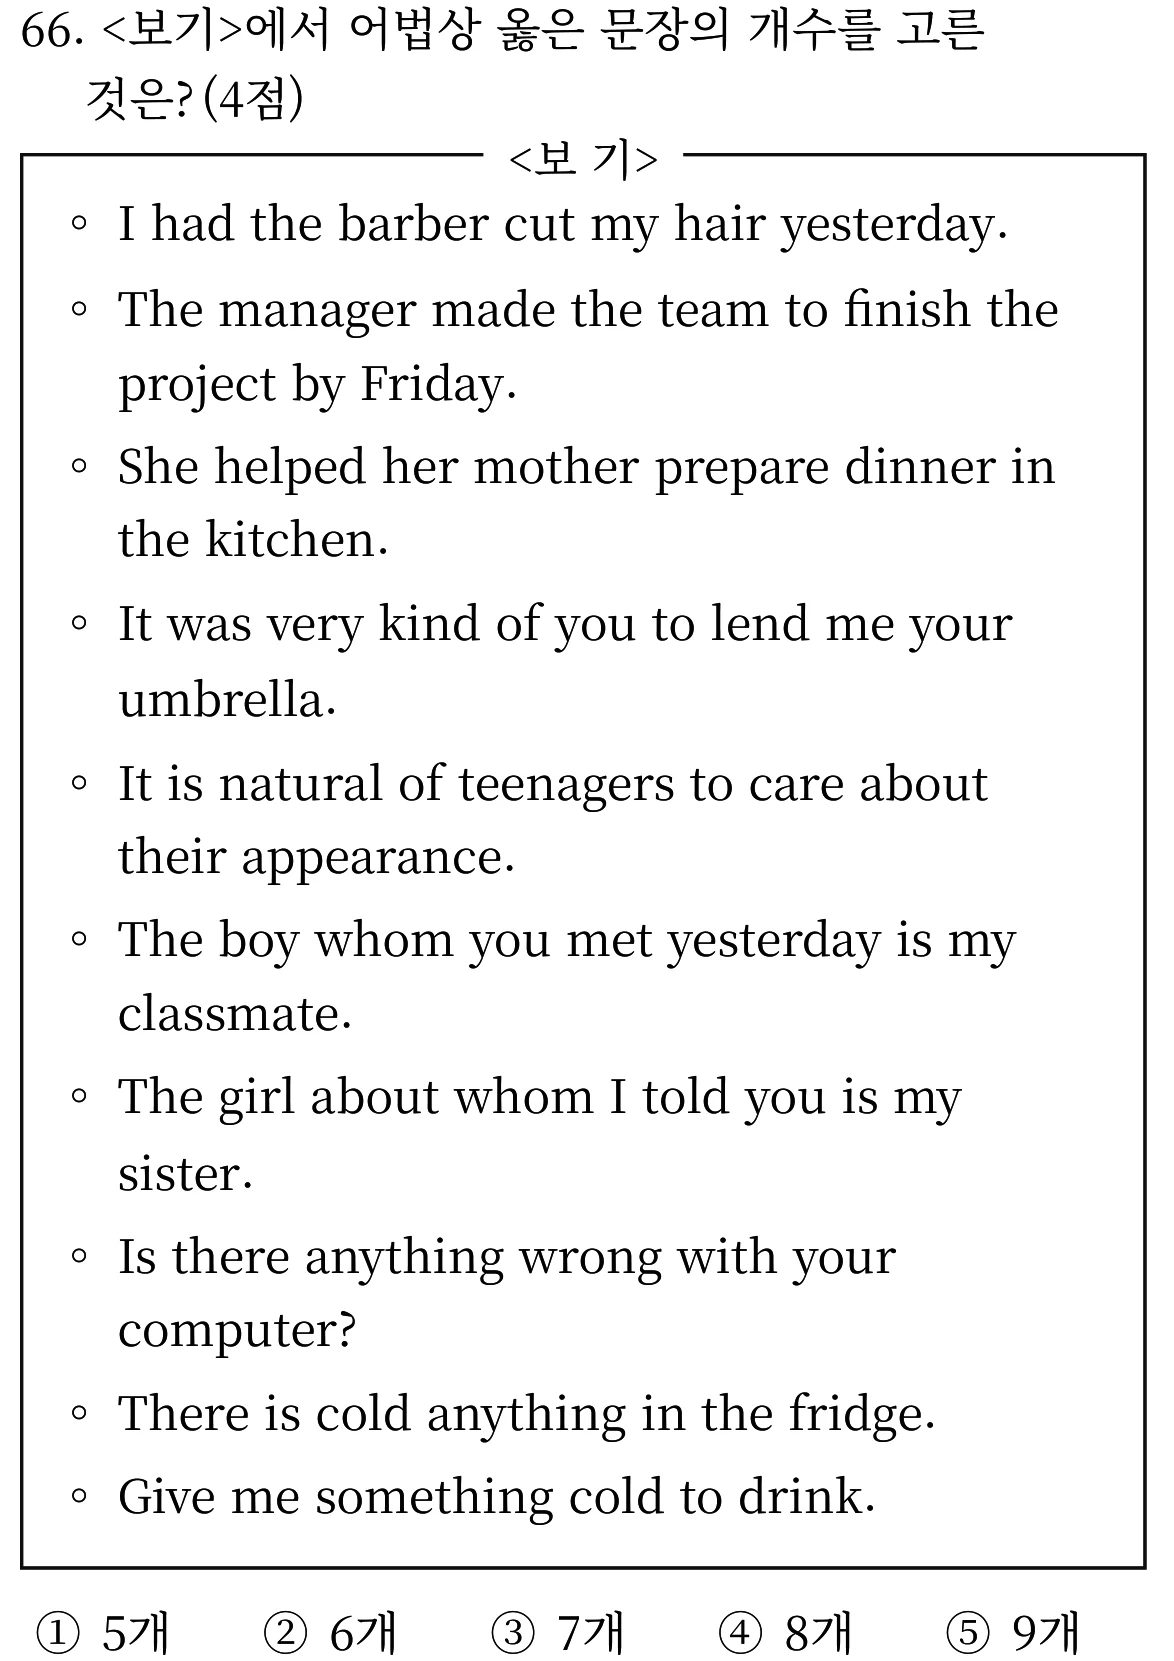 66. <보기>에서 어법상 옳은 문장의 개수를 고른
것은? (4점)
<보 기>
◦ I had the barber cut my hair yesterday.
◦ The manager made the team to finish the
project by Friday.
◦ She helped her mother prepare dinner in
the kitchen.
◦ It was very kind of you to lend me your
umbrella.
◦ It is natural of teenagers to care about
their appearance.
◦ The boy whom you met yesterday is my
classmate.
◦ The girl about whom I told you is my
sister.
◦ Is there anything wrong with your
computer?
◦ There is cold anything in the fridge.
◦ Give me something cold to drink.
① 5개 ② 6개 ③ 7개 ④ 8개 ⑤ 9개